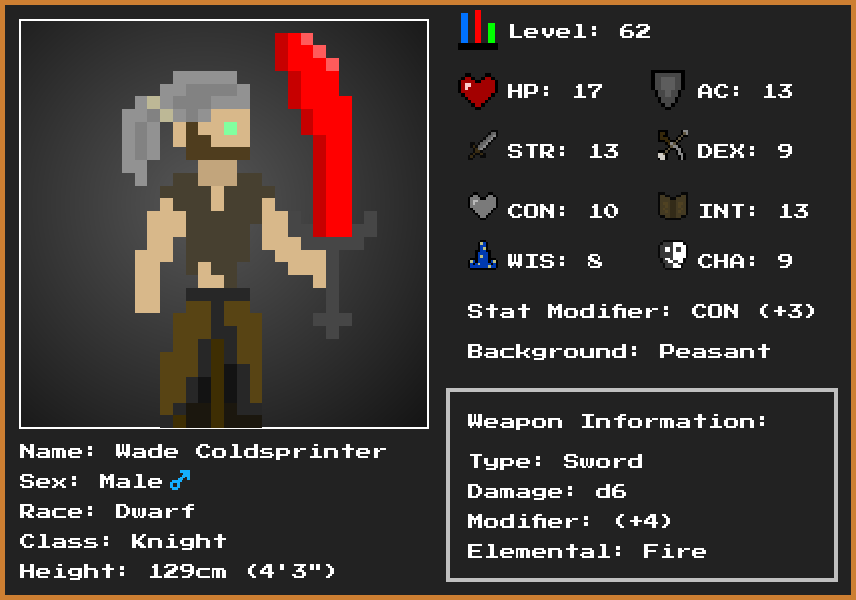 Level: 62
HP: 17
AC: 13
STR: 13
DEX: 9
CON: 10
INT: 13
WIS: 8
CHA: 9
Stat Modifier: CON (+3)
Background: Peasant
Weapon Information:
Type: Sword
Damage: d6
Modifier: (+4)
Elemental: Fire
Name: Wade Coldsprinter
Sex: Male♂
Race: Dwarf
Class: Knight
Height: 129cm (4'3")